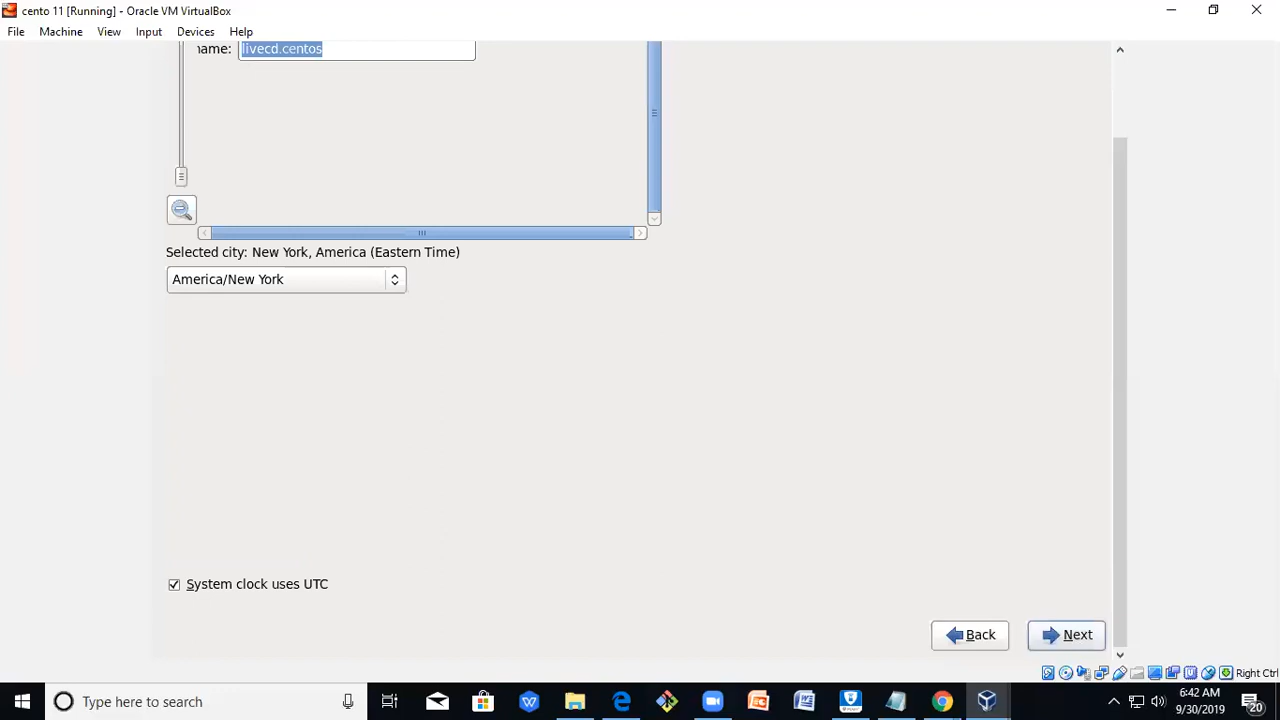 cento 11 [Running] - Oracle VM VirtualBox
File Machine View Input Devices Help
name: livecd.centos
Selected city: New York, America (Eastern Time)
America/New York
System clock uses UTC
Back Next
Right Ctrl
Type here to search
6:42 AM
9/30/2019
20